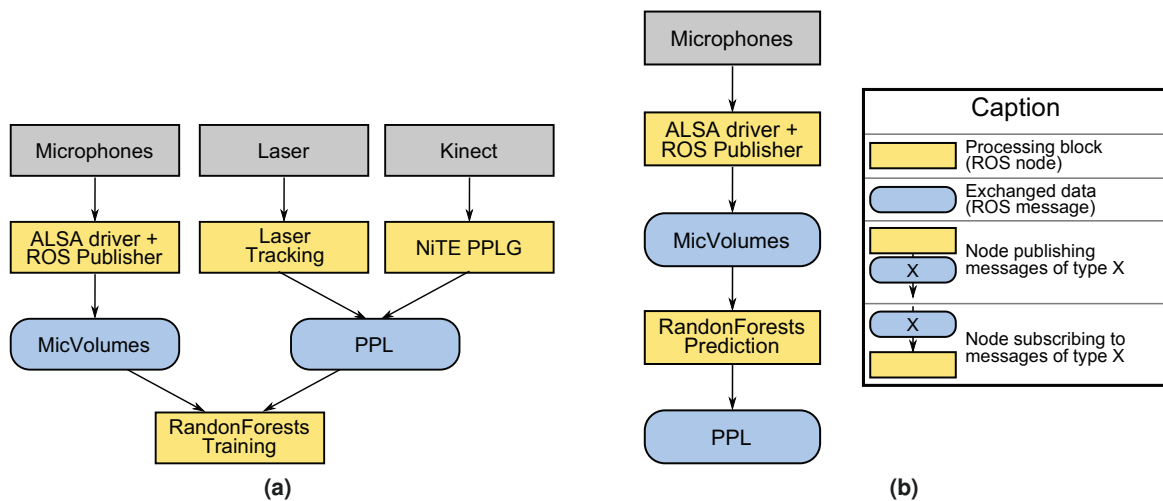 Microphones
Laser
Kinect
ALSA driver +
ROS Publisher
Laser
Tracking
NiTE PPLG
MicVolumes
PPL
RandonForests
Training
(a)
Microphones
ALSA driver +
ROS Publisher
MicVolumes
RandonForests
Prediction
PPL
(b)
Caption
Processing block
(ROS node)
Exchanged data
(ROS message)
X
Node publishing
messages of type X
X
Node subscribing to
messages of type X